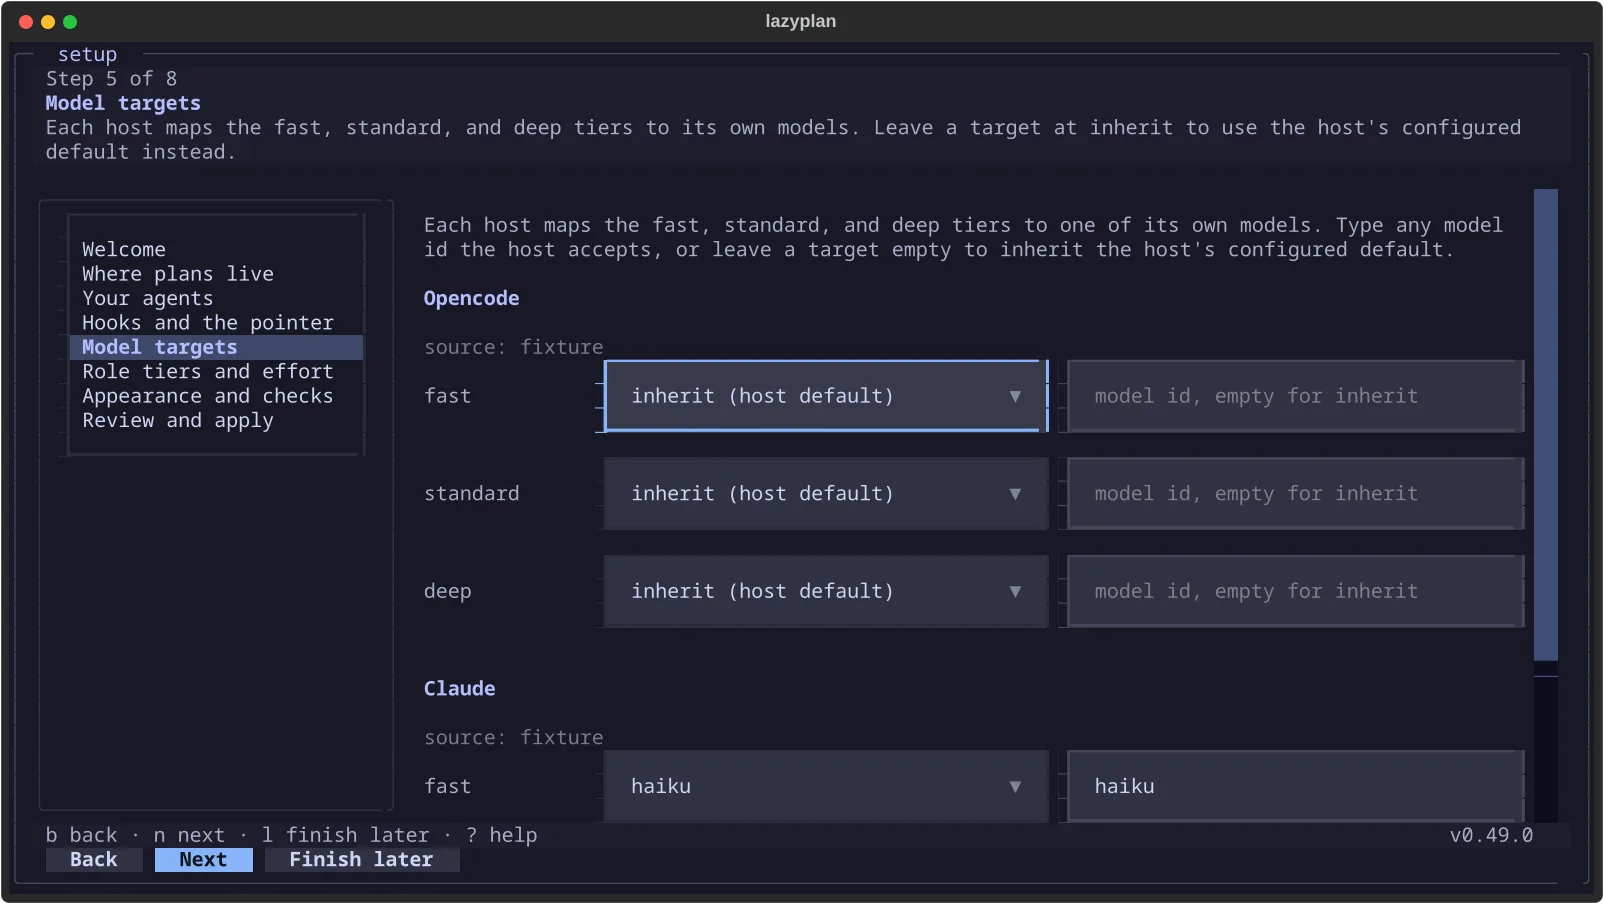 lazyplan
setup
Step 5 of 8
Model targets
Each host maps the fast, standard, and deep tiers to its own models. Leave a target at inherit to use the host's configured
default instead.
Welcome
Where plans live
Your agents
Hooks and the pointer
Model targets
Role tiers and effort
Appearance and checks
Review and apply
Each host maps the fast, standard, and deep tiers to one of its own models. Type any model
id the host accepts, or leave a target empty to inherit the host's configured default.
Opencode
source: fixture
fast inherit (host default) ▼ model id, empty for inherit
standard inherit (host default) ▼ model id, empty for inherit
deep inherit (host default) ▼ model id, empty for inherit
Claude
source: fixture
fast haiku ▼ haiku
b back · n next · l finish later · ? help v0.49.0
Back Next Finish later